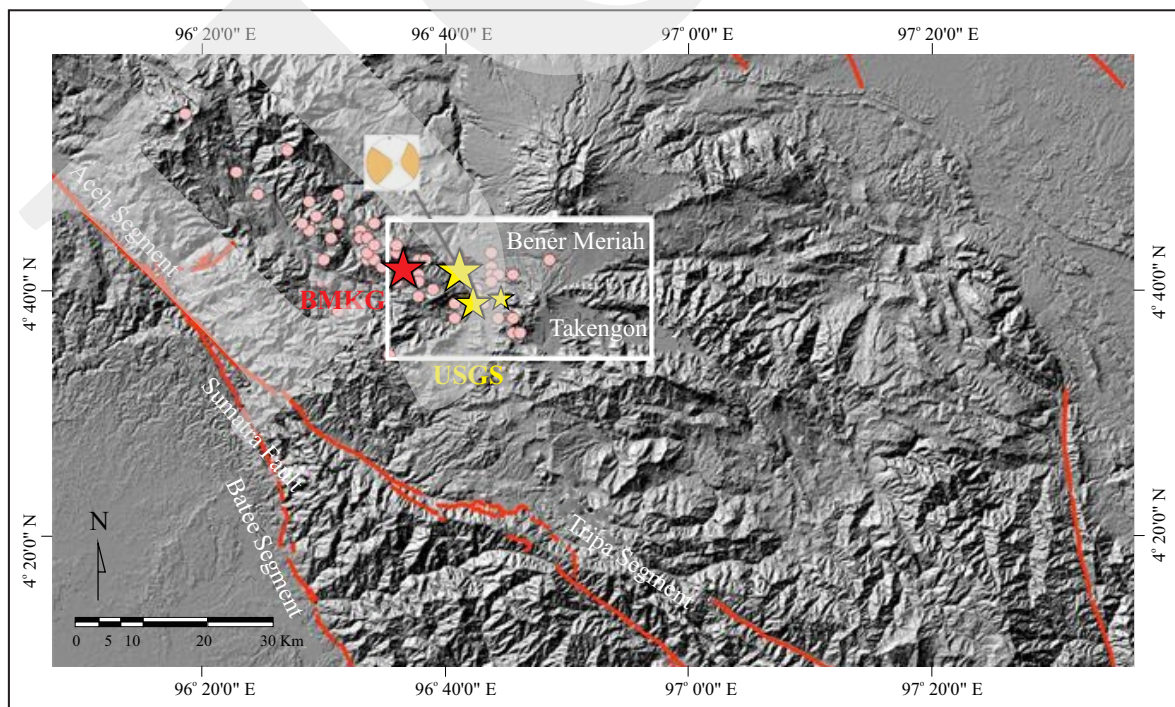 96° 20'0" E 96° 40'0" E 97° 0'0" E 97° 20'0" E
Aceh Segment
Bener Meriah
4° 40'0" N
4° 40'0" N
BMKG
Takengon
USGS
Sumatra Fault
Batee Segment
Tripa Segment
N
4° 20'0" N
4° 20'0" N
0 5 10 20 30 Km
96° 20'0" E 96° 40'0" E 97° 0'0" E 97° 20'0" E